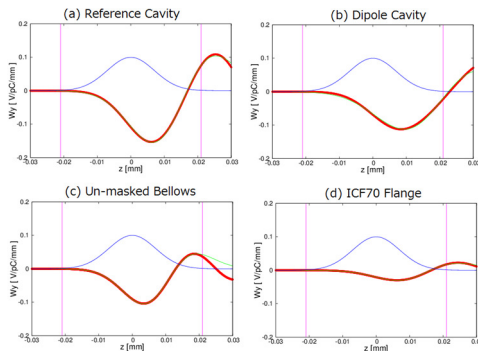 (a) Reference Cavity
(b) Dipole Cavity
0.2
0.1
0
-0.1
-0.2
Wy [ V/pC/mm ]
-0.03 -0.02 -0.01 0 0.01 0.02 0.03
z [mm]
0.2
0.1
0
-0.1
-0.2
Wy [ V/pC/mm ]
-0.03 -0.02 -0.01 0 0.01 0.02 0.03
z [mm]
(c) Un-masked Bellows
(d) ICF70 Flange
0.2
0.1
0
-0.1
-0.2
Wy [ V/pC/mm ]
-0.03 -0.02 -0.01 0 0.01 0.02 0.03
z [mm]
0.2
0.1
0
-0.1
-0.2
Wy [ V/pC/mm ]
-0.03 -0.02 -0.01 0 0.01 0.02 0.03
z [mm]